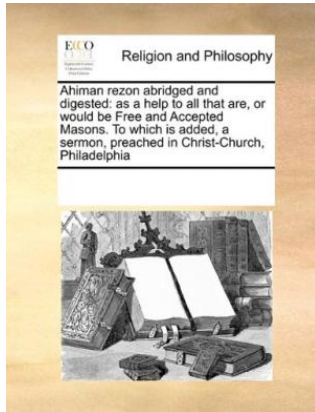 ECCO
Religion and Philosophy
Ahiman rezon abridged and
digested: as a help to all that are, or
would be Free and Accepted
Masons. To which is added, a
sermon, preached in Christ-Church,
Philadelphia